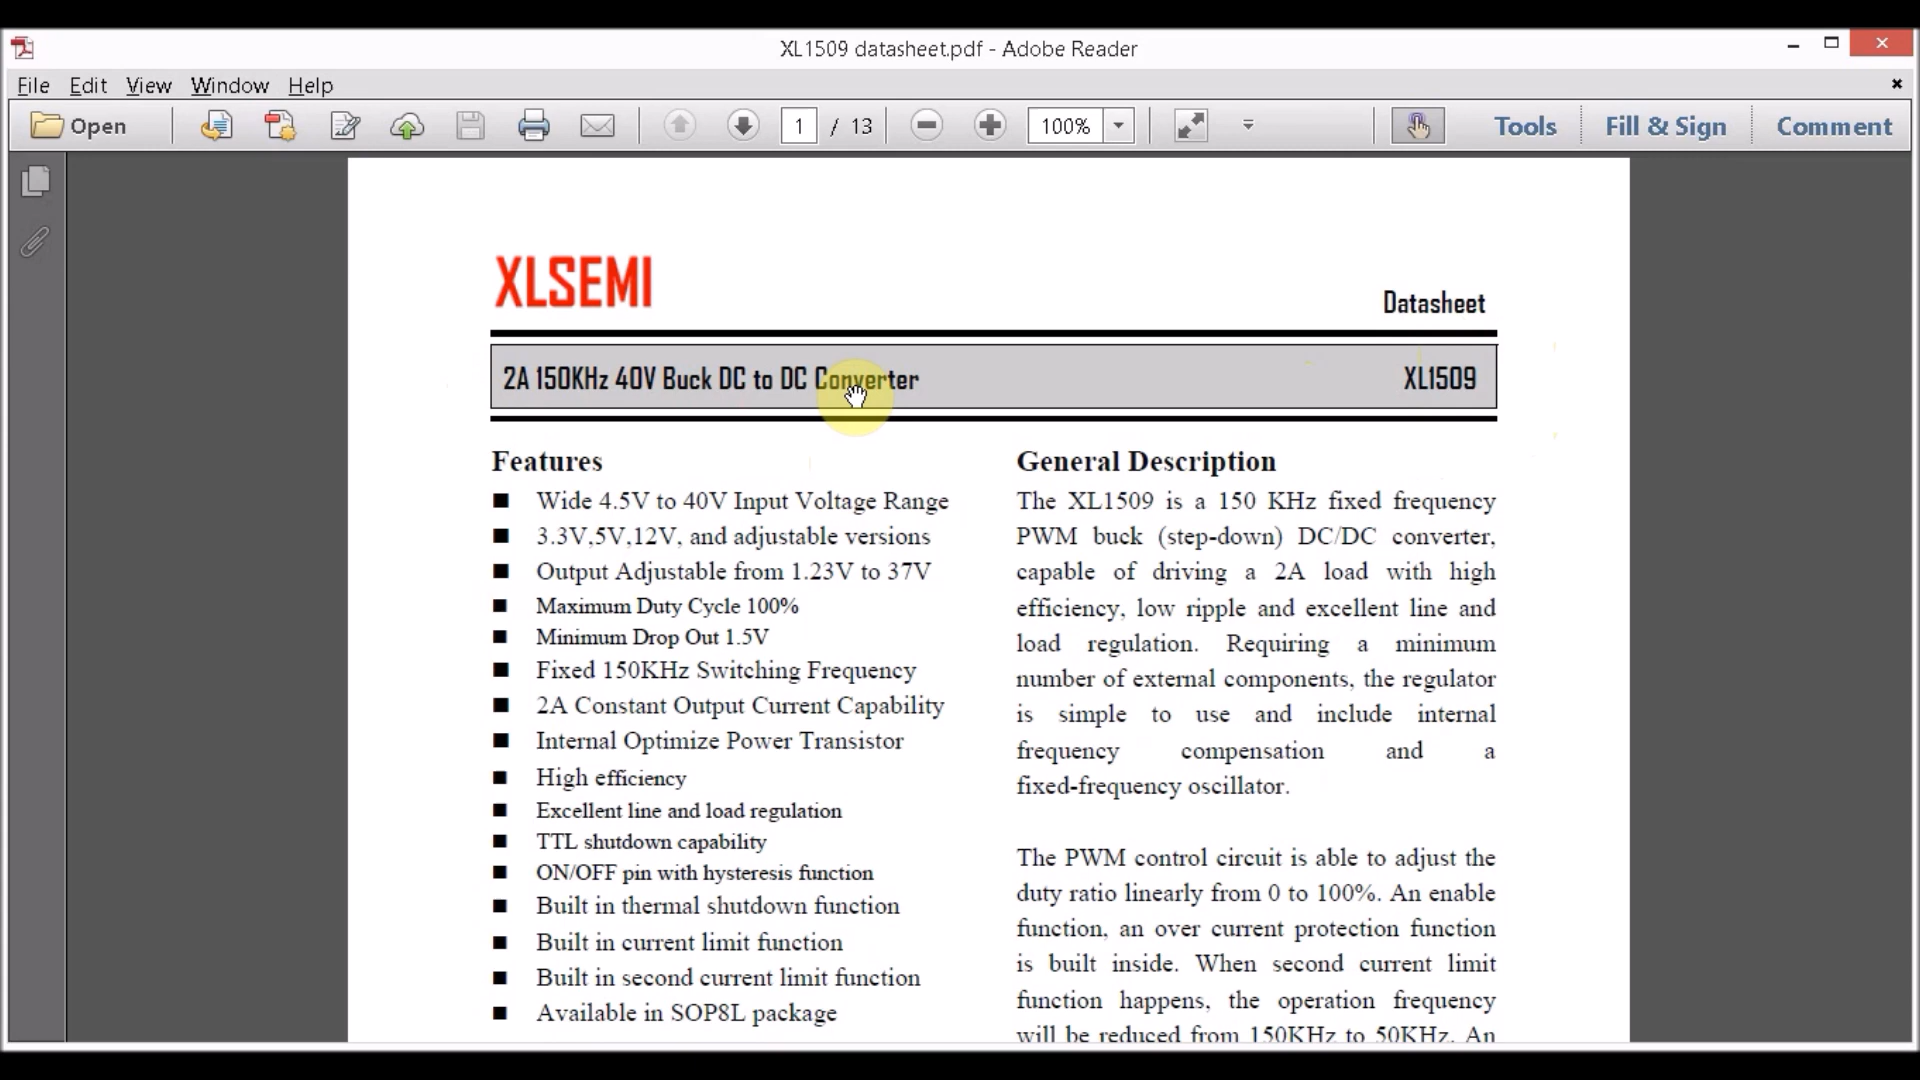 XL1509 datasheet.pdf - Adobe Reader
File Edit View Window Help
Open 1 / 13 100% Tools Fill & Sign Comment
XLSEMI
Datasheet
2A 150KHz 40V Buck DC to DC Converter XL1509
Features
■ Wide 4.5V to 40V Input Voltage Range
■ 3.3V,5V,12V, and adjustable versions
■ Output Adjustable from 1.23V to 37V
■ Maximum Duty Cycle 100%
■ Minimum Drop Out 1.5V
■ Fixed 150KHz Switching Frequency
■ 2A Constant Output Current Capability
■ Internal Optimize Power Transistor
■ High efficiency
■ Excellent line and load regulation
■ TTL shutdown capability
■ ON/OFF pin with hysteresis function
■ Built in thermal shutdown function
■ Built in current limit function
■ Built in second current limit function
■ Available in SOP8L package
General Description
The XL1509 is a 150 KHz fixed frequency
PWM buck (step-down) DC/DC converter,
capable of driving a 2A load with high
efficiency, low ripple and excellent line and
load regulation. Requiring a minimum
number of external components, the regulator
is simple to use and include internal
frequency compensation and a
fixed-frequency oscillator.
The PWM control circuit is able to adjust the
duty ratio linearly from 0 to 100%. An enable
function, an over current protection function
is built inside. When second current limit
function happens, the operation frequency
will be reduced from 150KHz to 50KHz. An